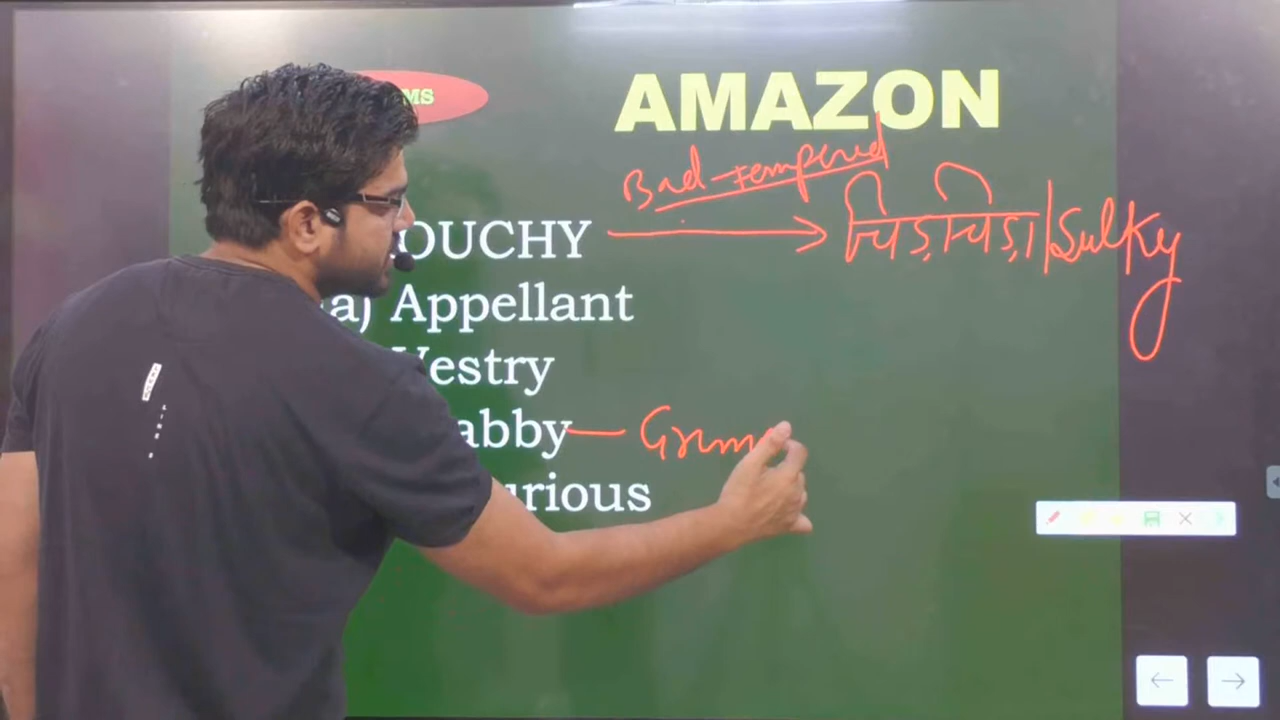 AMAZON
Bad-tempered
OUCHY चिड़चिड़ा/Sulky
a) Appellant
Vestry
abby
urious